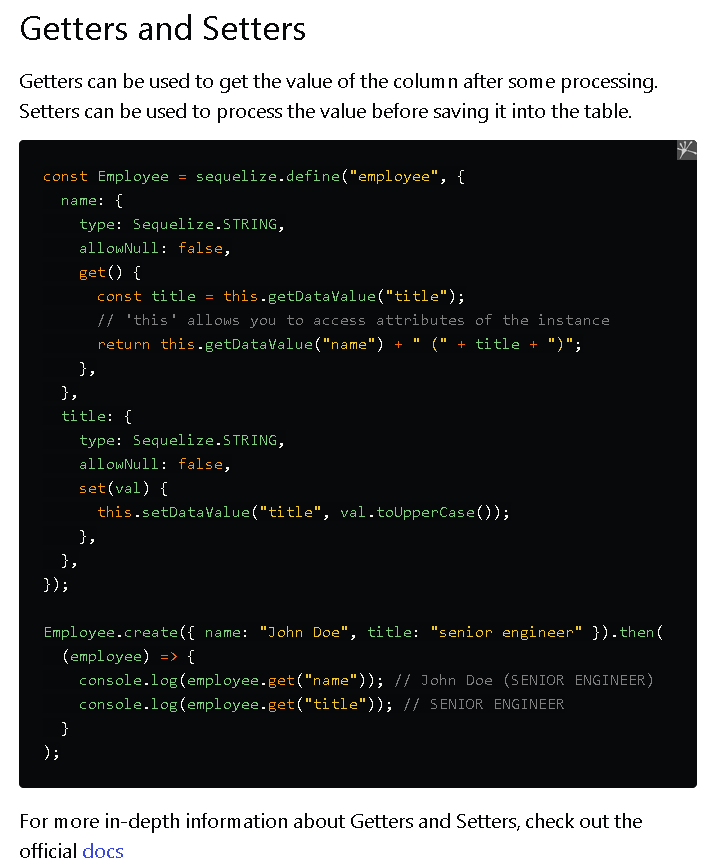 Getters and Setters
Getters can be used to get the value of the column after some processing.
Setters can be used to process the value before saving it into the table.
const Employee = sequelize.define("employee", {
  name: {
    type: Sequelize.STRING,
    allowNull: false,
    get() {
      const title = this.getDataValue("title");
      // 'this' allows you to access attributes of the instance
      return this.getDataValue("name") + " (" + title + ")";
    },
  },
  title: {
    type: Sequelize.STRING,
    allowNull: false,
    set(val) {
      this.setDataValue("title", val.toUpperCase());
    },
  },
});
Employee.create({ name: "John Doe", title: "senior engineer" }).then(
  (employee) => {
    console.log(employee.get("name")); // John Doe (SENIOR ENGINEER)
    console.log(employee.get("title")); // SENIOR ENGINEER
  }
);
For more in-depth information about Getters and Setters, check out the
official docs